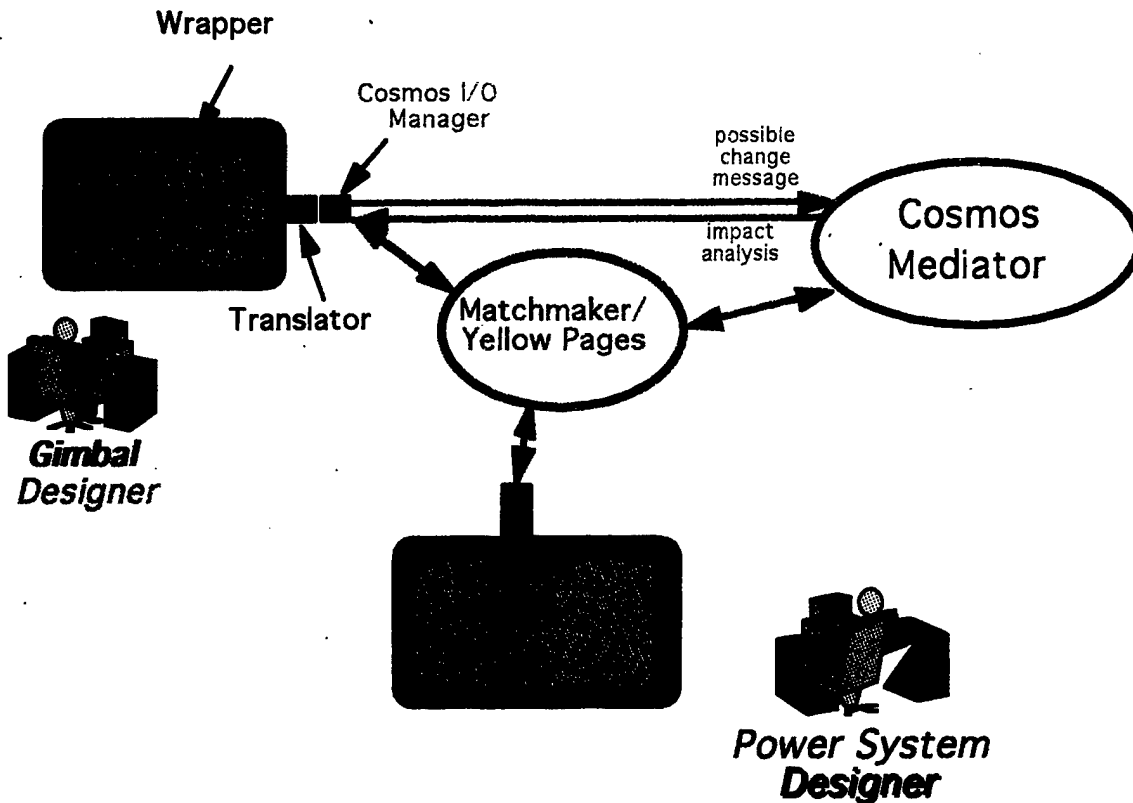 Wrapper
Cosmos I/O
Manager
possible
change
message
Cosmos
Mediator
impact
analysis
Translator
Matchmaker/
Yellow Pages
Gimbal
Designer
Power System
Designer